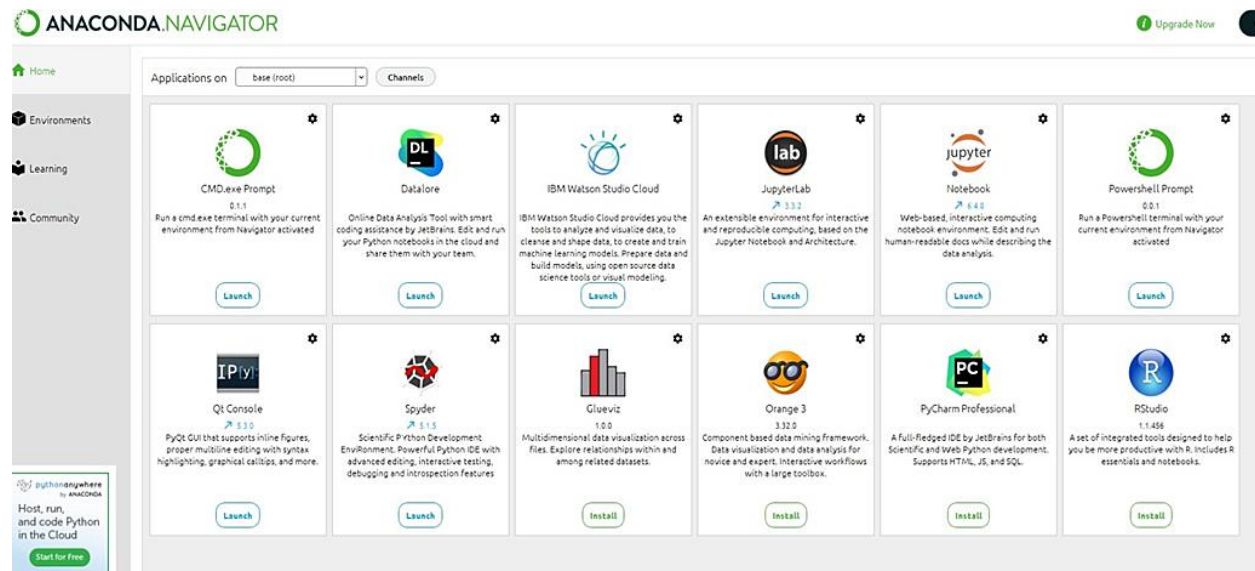 ANACONDA.NAVIGATOR
Upgrade Now
Home
Environments
Learning
Community
Applications on base (root) Channels
CMD.exe Prompt
0.1.1
Run a cmd.exe terminal with your current
environment from Navigator activated
Launch
DL
Datalore
Online Data Analysis Tool with smart
coding assistance by JetBrains. Edit and run
your Python notebooks in the cloud and
share them with your team.
Launch
IBM Watson Studio Cloud
IBM Watson Studio Cloud provides you the
tools to analyze and visualize data, to
cleanse and shape data, to create and train
machine learning models. Prepare data and
build models, using open source data
science tools or visual modeling.
Launch
lab
JupyterLab
3.3.2
An extensible environment for interactive
and reproducible computing, based on the
Jupyter Notebook and Architecture.
Launch
jupyter
Notebook
6.4.8
Web-based, interactive computing
notebook environment. Edit and run
human-readable docs while describing the
data analysis.
Launch
Powershell Prompt
0.0.1
Run a Powershell terminal with your
current environment from Navigator
activated
Launch
IP[y]:
Qt Console
5.3.0
PyQt GUI that supports inline figures,
proper multiline editing with syntax
highlighting, graphical calltips, and more.
Launch
Spyder
5.1.5
Scientific PYthon Development
EnviRonment. Powerful Python IDE with
advanced editing, interactive testing,
debugging and introspection features
Launch
Glueviz
1.0.0
Multidimensional data visualization across
files. Explore relationships within and
among related datasets.
Install
Orange 3
3.32.0
Component based data mining framework.
Data visualization and data analysis for
novice and expert. Interactive workflows
with a large toolbox.
Install
PC
PyCharm Professional
A full-fledged IDE by JetBrains for both
Scientific and Web Python development.
Supports HTML, JS, and SQL.
Install
R
RStudio
1.1.456
A set of integrated tools designed to help
you be more productive with R. Includes R
essentials and notebooks.
Install
pythonanywhere
by ANACONDA
Host, run,
and code Python
in the Cloud
Start for Free